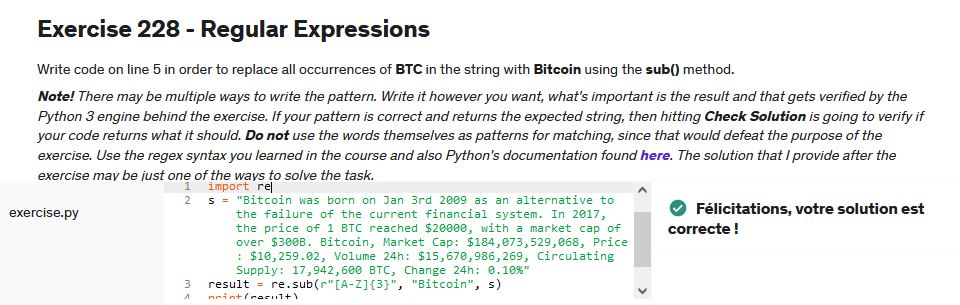 Exercise 228 - Regular Expressions
Write code on line 5 in order to replace all occurrences of BTC in the string with Bitcoin using the sub() method.
Note! There may be multiple ways to write the pattern. Write it however you want, what's important is the result and that gets verified by the
Python 3 engine behind the exercise. If your pattern is correct and returns the expected string, then hitting Check Solution is going to verify if
your code returns what it should. Do not use the words themselves as patterns for matching, since that would defeat the purpose of the
exercise. Use the regex syntax you learned in the course and also Python's documentation found here. The solution that I provide after the
exercise may be just one of the ways to solve the task.
exercise.py
1 import re
2 s = "Bitcoin was born on Jan 3rd 2009 as an alternative to
the failure of the current financial system. In 2017,
the price of 1 BTC reached $20000, with a market cap of
over $300B. Bitcoin, Market Cap: $184,073,529,068, Price
: $10,259.02, Volume 24h: $15,670,986,269, Circulating
Supply: 17,942,600 BTC, Change 24h: 0.10%"
3 result = re.sub(r"[A-Z]{3}", "Bitcoin", s)
4 print(result)
Félicitations, votre solution est
correcte !